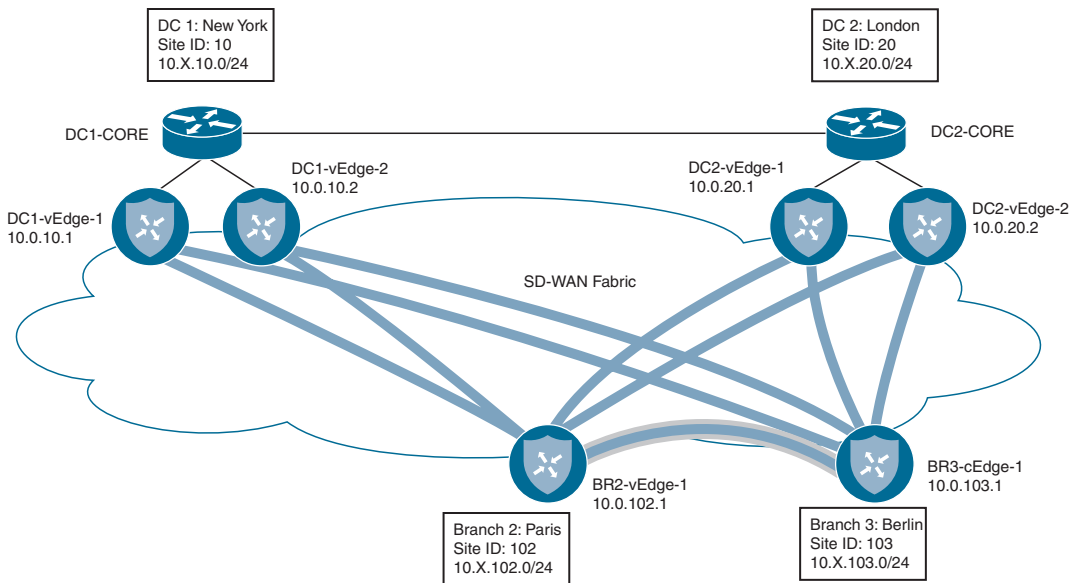 DC 1: New York
Site ID: 10
10.X.10.0/24
DC 2: London
Site ID: 20
10.X.20.0/24
DC1-CORE
DC2-CORE
DC1-vEdge-2
10.0.10.2
DC2-vEdge-1
10.0.20.1
DC1-vEdge-1
10.0.10.1
DC2-vEdge-2
10.0.20.2
SD-WAN Fabric
BR2-vEdge-1
10.0.102.1
BR3-cEdge-1
10.0.103.1
Branch 2: Paris
Site ID: 102
10.X.102.0/24
Branch 3: Berlin
Site ID: 103
10.X.103.0/24